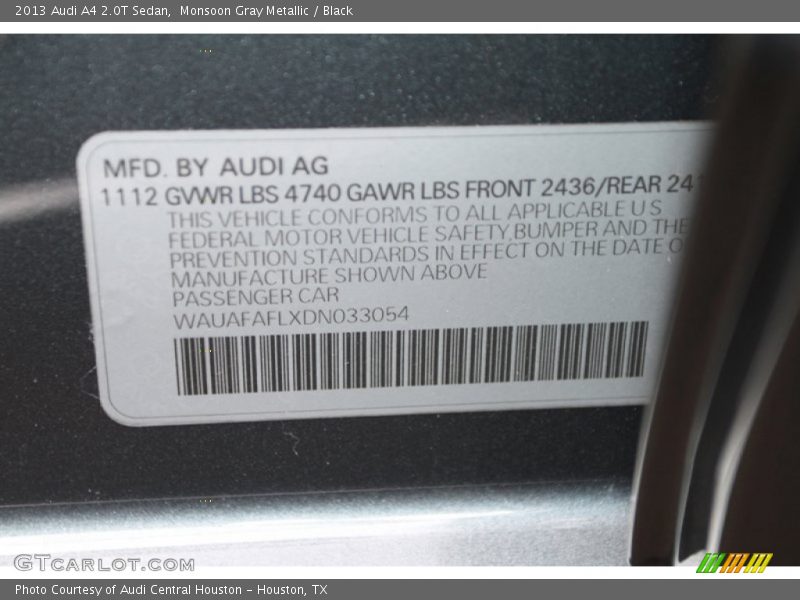 2013 Audi A4 2.0T Sedan,  Monsoon Gray Metallic / Black
MFD. BY AUDI AG
1112 GVWR LBS 4740 GAWR LBS FRONT 2436/REAR
THIS VEHICLE CONFORMS TO ALL APPLICABLE U S
FEDERAL MOTOR VEHICLE SAFETY, BUMPER AND THE
PREVENTION STANDARDS IN EFFECT ON THE DATE
MANUFACTURE SHOWN ABOVE
PASSENGER CAR
WAUAFAFLXDN033054
GTCARLOT.COM
Photo Courtesy of Audi Central Houston – Houston, TX